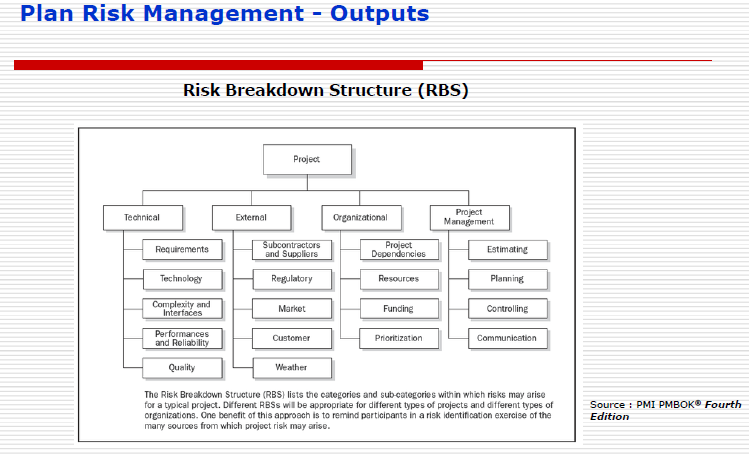 Plan Risk Management - Outputs
Risk Breakdown Structure (RBS)
Project
Technical
External
Organizational
Project
Management
Requirements
Technology
Complexity and
Interfaces
Performances
and Reliability
Quality
Subcontractors
and Suppliers
Regulatory
Market
Customer
Weather
Project
Dependencies
Resources
Funding
Prioritization
Estimating
Planning
Controlling
Communication
The Risk Breakdown Structure (RBS) lists the categories and sub-categories within which risks may arise
for a typical project. Different RBSs will be appropriate for different types of projects and different types of
organizations. One benefit of this approach is to remind participants in a risk identification exercise of the
many sources from which project risk may arise.
Source : PMI PMBOK® Fourth
Edition